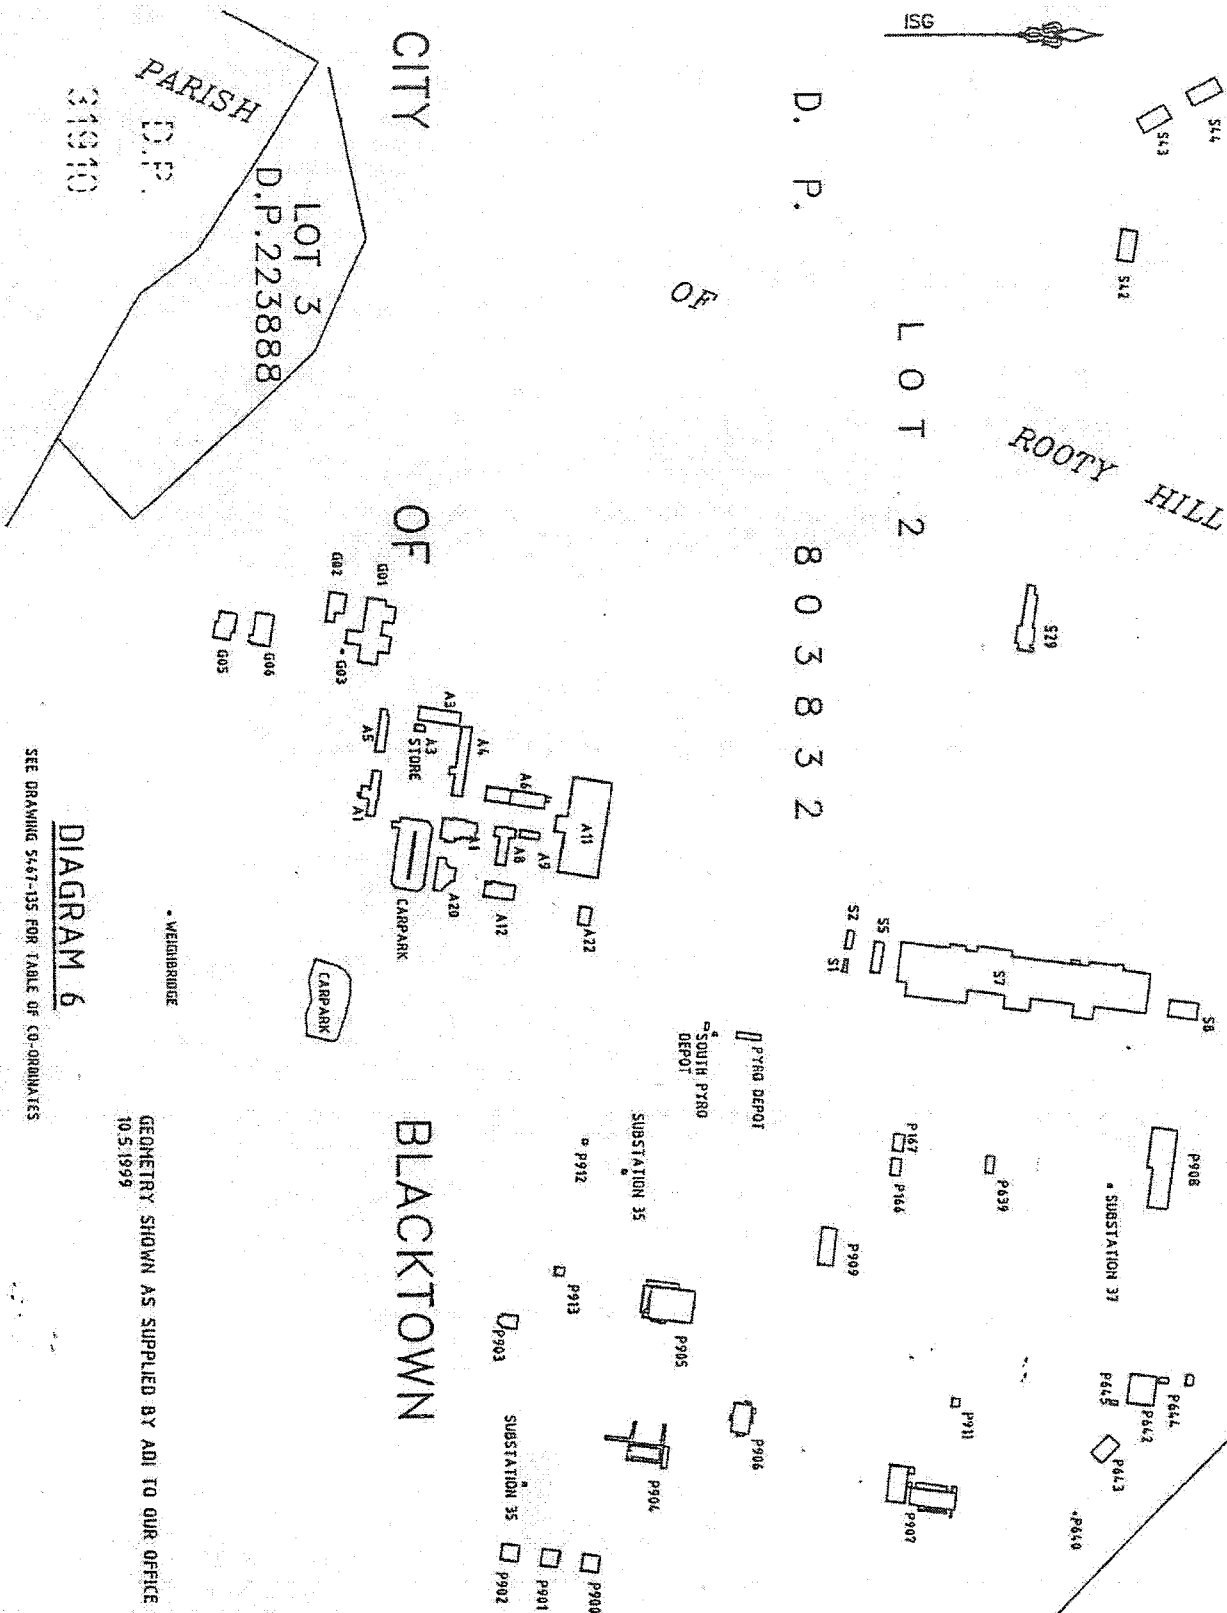 ISG
S44
S43
S42
CITY
OF
BLACKTOWN
PARISH
OF
ROOTY HILL
D.P.
31910
LOT 3
D.P.223888
LOT 2
D. P. 803832
S29
G02
G01
G03
G05
G06
A3
A3
STORE
A4
A5
A1
A6
A11
A1
A8
A9
A20
A12
A22
CARPARK
CARPARK
S2
S1
S5
S7
S8
PYRO DEPOT
SOUTH PYRO
DEPOT
WEIGHBRIDGE
P167
P166
P639
P908
P909
SUBSTATION 37
SUBSTATION 35
P912
P913
P903
P905
P906
P904
P911
P907
P645
P642
P644
P643
P640
SUBSTATION 35
P902
P901
P900
DIAGRAM 6
SEE DRAWING 5467-135 FOR TABLE OF CO-ORDINATES
GEOMETRY SHOWN AS SUPPLIED BY ADI TO OUR OFFICE
10.5.1999